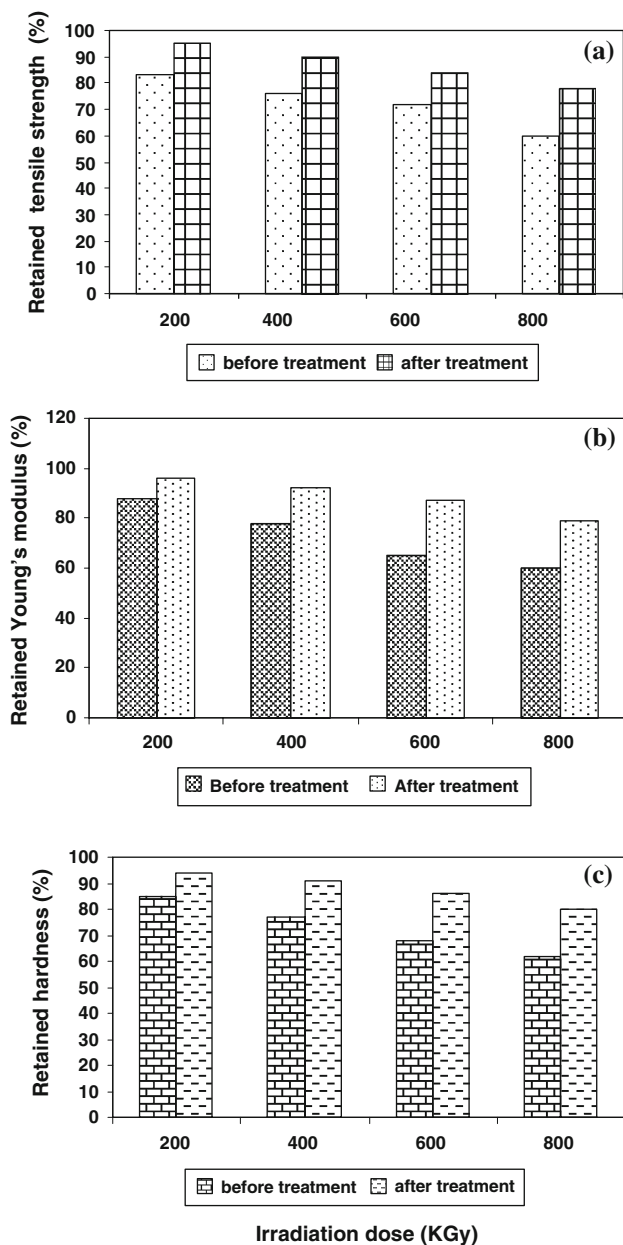 (a)
Retained tensile strength (%)
100
90
80
70
60
50
40
30
20
10
0
200 400 600 800
before treatment after treatment
(b)
Retained Young's modulus (%)
120
100
80
60
40
20
0
200 400 600 800
Before treatment After treatment
(c)
Retained hardness (%)
100
90
80
70
60
50
40
30
20
10
0
200 400 600 800
before treatment after treatment
Irradiation dose (KGy)